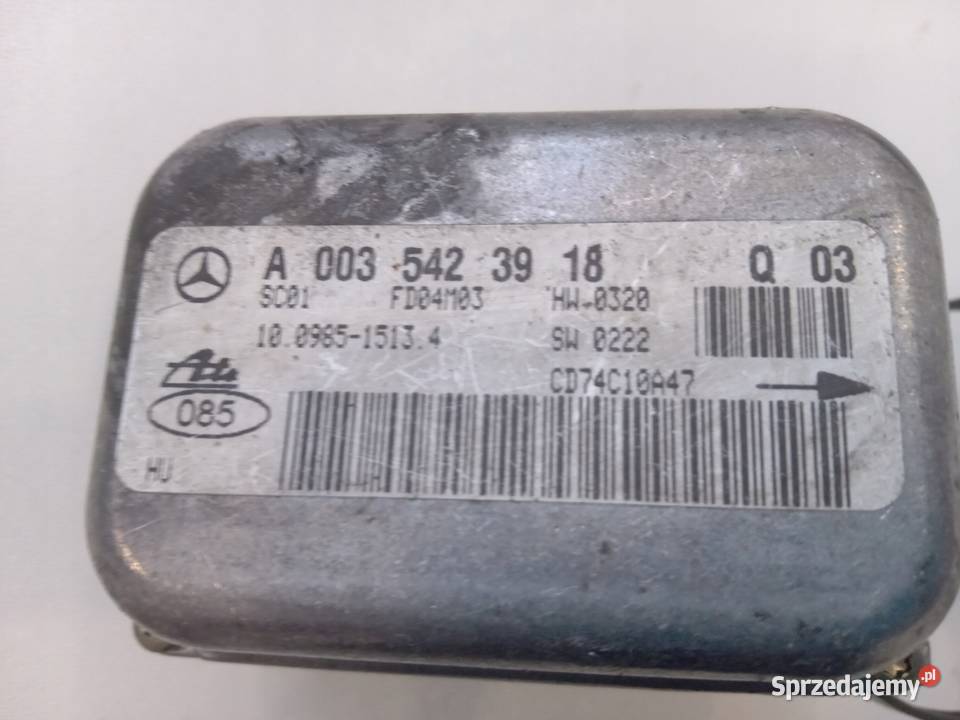 A 003 542 39 18 Q 03
SC01 FD04M03 HW 0320
10.0985-1513.4 SW 0222
Ate CD74C10A47
085
HU
Sprzedajemy.pl